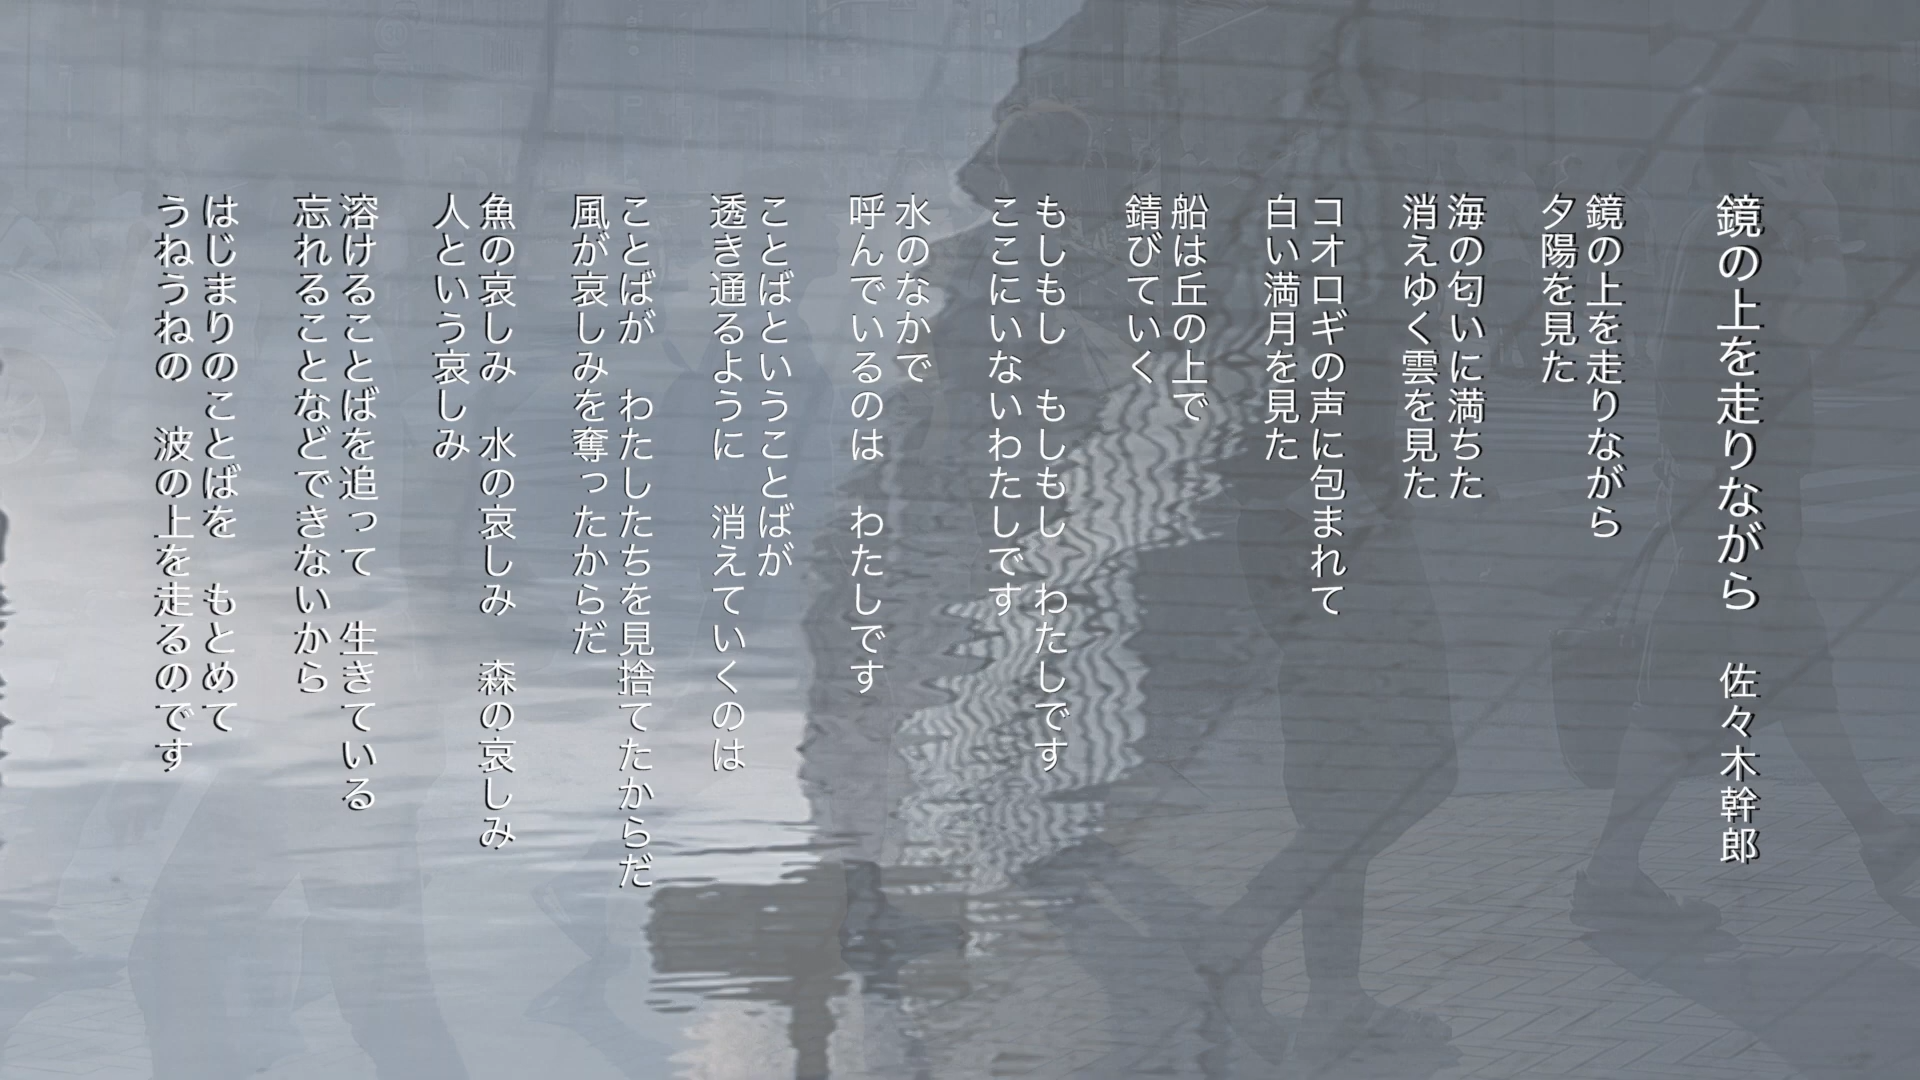 鏡の上を走りながら　佐々木幹郎
鏡の上を走りながら
夕陽を見た
海の匂いに満ちた
消えゆく雲を見た
コオロギの声に包まれて
白い満月を見た
船は丘の上で
錆びていく
もしもし　もしもし　わたしです
ここにいないわたしです
水のなかで
呼んでいるのは　わたしです
ことばということばが
透き通るように　消えていくのは
ことばが　わたしたちを見捨てたからだ
風が哀しみを奪ったからだ
魚の哀しみ　水の哀しみ　森の哀しみ
人という哀しみ
溶けることばを追って　生きている
忘れることなどできないから
はじまりのことばを　もとめて
うねうねの　波の上を走るのです